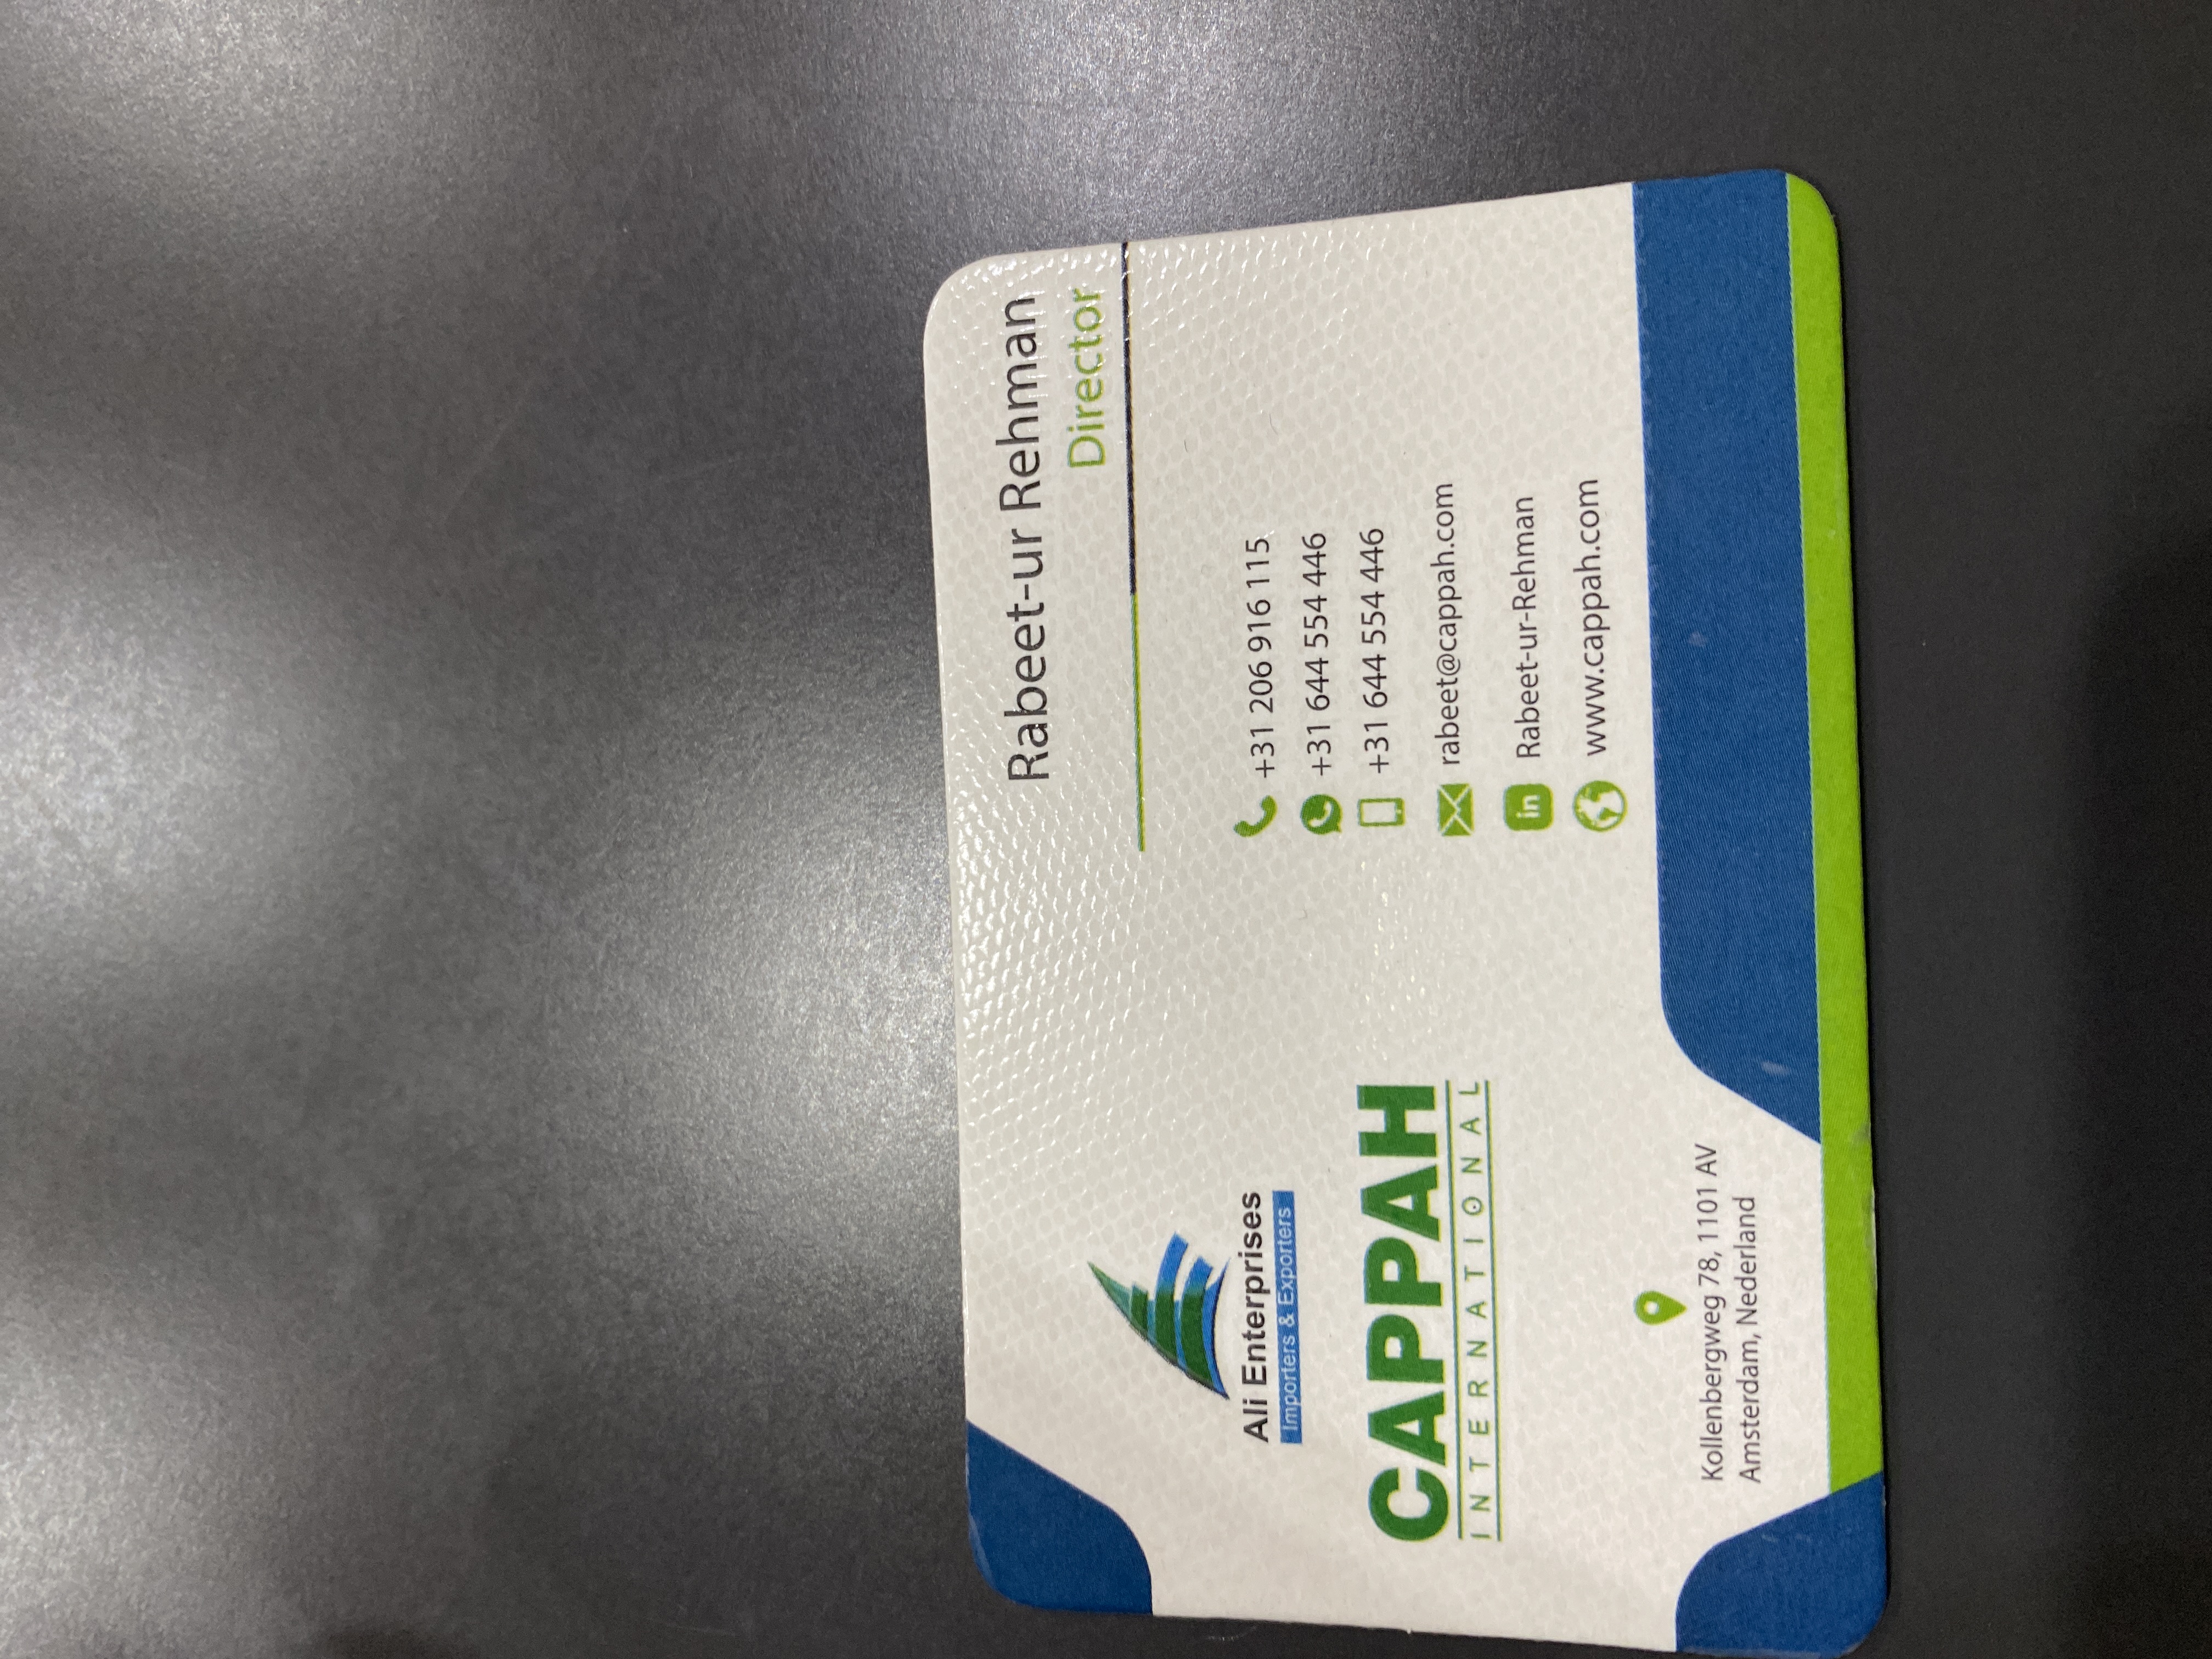 Rabeet-ur Rehman
Director
Ali Enterprises
Importers & Exporters
CAPPAH
INTERNATIONAL
+31 206 916 115
+31 644 554 446
+31 644 554 446
rabeet@cappah.com
in Rabeet-ur-Rehman
www.cappah.com
Kollenbergweg 78, 1101 AV
Amsterdam, Nederland